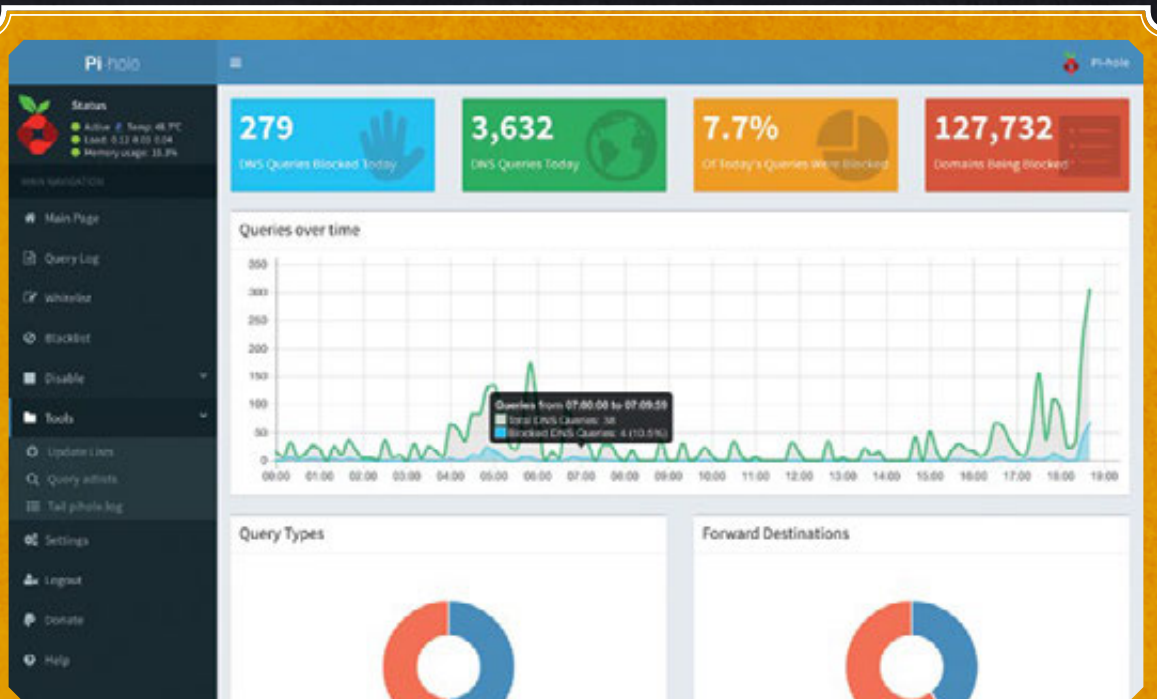 Pi-hole
Pi-hole
Status
Active Temp: 46.7°C
Load: 0.12 0.03 0.04
Memory usage:
MAIN NAVIGATION
Main Page
Query Log
Whitelist
Blacklist
Disable
Tools
Update Lists
Query adlists
Tail pihole.log
Settings
Logout
Donate
Help
279
DNS Queries Blocked Today
3,632
DNS Queries Today
7.7%
Of Today's Queries Were Blocked
127,732
Domains Being Blocked
Queries over time
350
300
250
200
150
100
50
0
Queries from 07:00:00 to 07:09:59
Total DNS Queries: 38
Blocked DNS Queries: 4 (10.5%)
00:00 01:00 02:00 03:00 04:00 05:00 06:00 07:00 08:00 09:00 10:00 11:00 12:00 13:00 14:00 15:00 16:00 17:00 18:00 19:00
Query Types
Forward Destinations